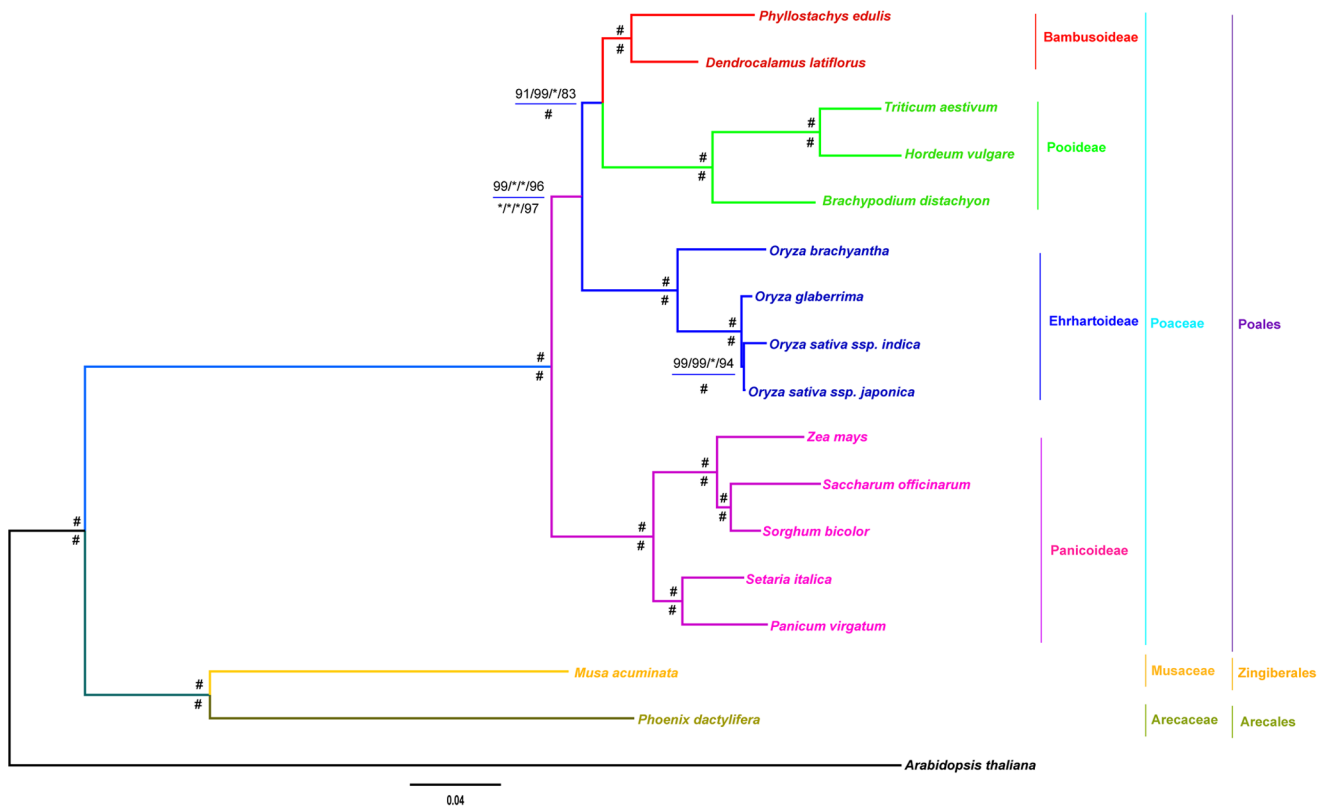 Phyllostachys edulis
#
#
Bambusoideae
Dendrocalamus latiflorus
91/99/*/83
#
Triticum aestivum
#
#
Hordeum vulgare
#
#
Pooideae
Brachypodium distachyon
99/*/*/96
*/*/*/97
Oryza brachyantha
#
#
Oryza glaberrima
#
#
Ehrhartoideae
Poaceae
Poales
Oryza sativa ssp. indica
99/99/*/94
#
Oryza sativa ssp. japonica
#
#
Zea mays
#
#
Saccharum officinarum
#
#
Sorghum bicolor
#
#
Panicoideae
Setaria italica
#
#
Panicum virgatum
#
#
Musa acuminata
Musaceae
Zingiberales
#
#
Phoenix dactylifera
Arecaceae
Arecales
Arabidopsis thaliana
0.04